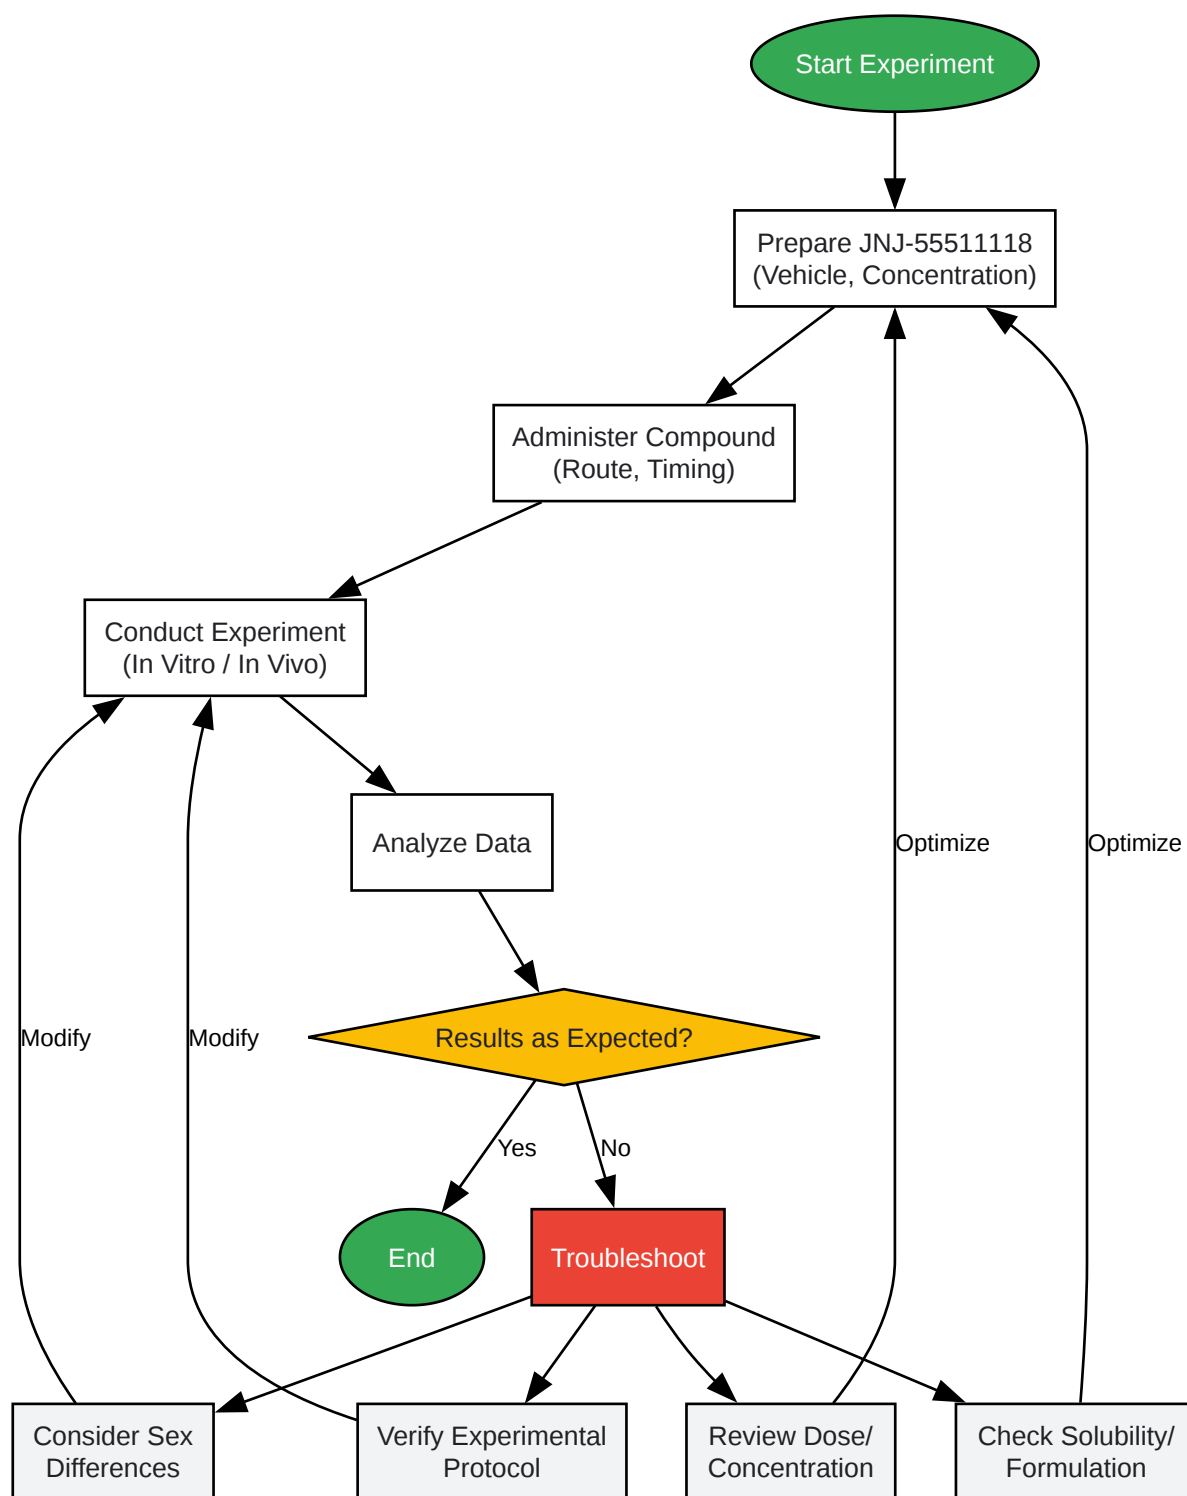 Start Experiment
Prepare JNJ-55511118
(Vehicle, Concentration)
Administer Compound
(Route, Timing)
Conduct Experiment
(In Vitro / In Vivo)
Analyze Data
Optimize
Optimize
Modify
Modify
Results as Expected?
Yes
No
End
Troubleshoot
Consider Sex
Differences
Verify Experimental
Protocol
Review Dose/
Concentration
Check Solubility/
Formulation